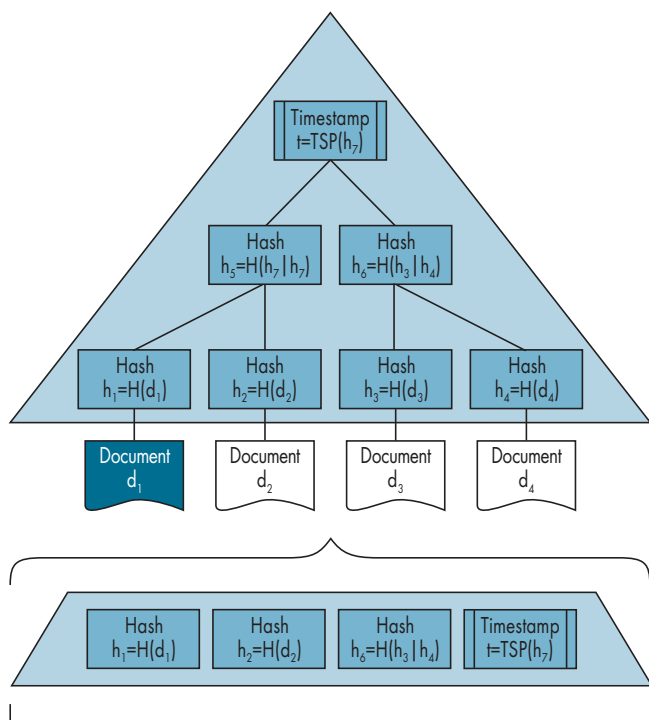 Timestamp
t=TSP(h₇)
Hash
h₅=H(h₇|h₇)
Hash
h₆=H(h₃|h₄)
Hash
h₁=H(d₁)
Hash
h₂=H(d₂)
Hash
h₃=H(d₃)
Hash
h₄=H(d₄)
Document
d₁
Document
d₂
Document
d₃
Document
d₄
Hash
h₁=H(d₁)
Hash
h₂=H(d₂)
Hash
h₆=H(h₃|h₄)
Timestamp
t=TSP(h₇)